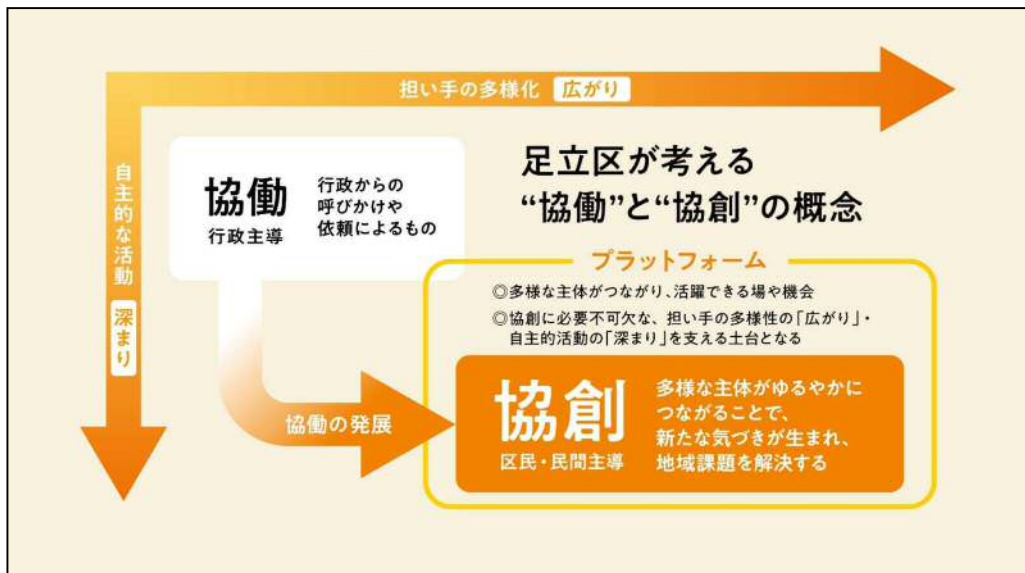 担い手の多様化 広がり
自主的な活動 深まり
足立区が考える
“協働”と“協創”の概念
協働
行政主導
行政からの
呼びかけや
依頼によるもの
プラットフォーム
◎多様な主体がつながり、活躍できる場や機会
◎協創に必要不可欠な、担い手の多様性の「広がり」・
自主的活動の「深まり」を支える土台となる
協働の発展
協創
区民・民間主導
多様な主体がゆるやかに
つながることで、
新たな気づきが生まれ、
地域課題を解決する